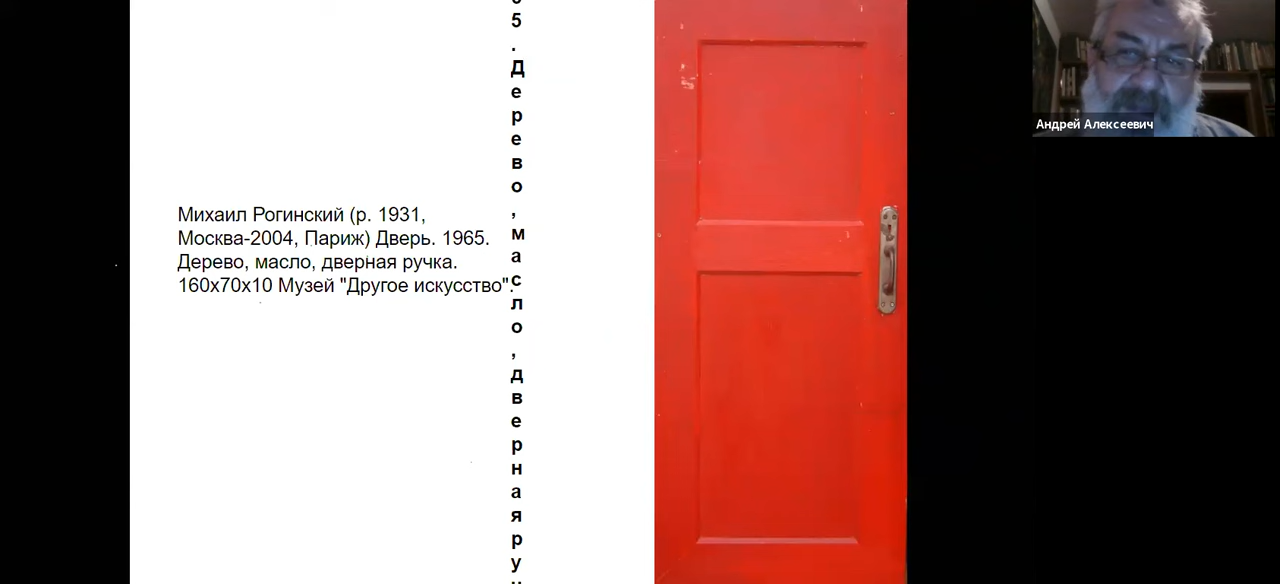 Михаил Рогинский (р. 1931,
Москва-2004, Париж) Дверь. 1965.
Дерево, масло, дверная ручка.
160х70х10 Музей "Другое искусство".
5. Дерево, масло, дверная ру
Андрей Алексеевич